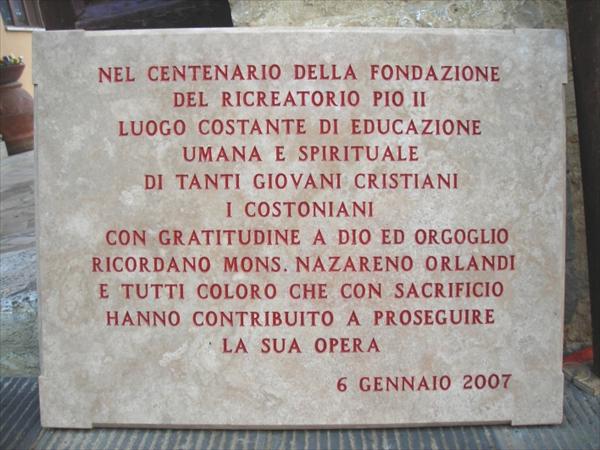 NEL CENTENARIO DELLA FONDAZIONE
DEL RICREATORIO PIO II
LUOGO COSTANTE DI EDUCAZIONE
UMANA E SPIRITUALE
DI TANTI GIOVANI CRISTIANI
I COSTONIANI
CON GRATITUDINE A DIO ED ORGOGLIO
RICORDANO MONS. NAZARENO ORLANDI
E TUTTI COLORO CHE CON SACRIFICIO
HANNO CONTRIBUITO A PROSEGUIRE
LA SUA OPERA
6 GENNAIO 2007